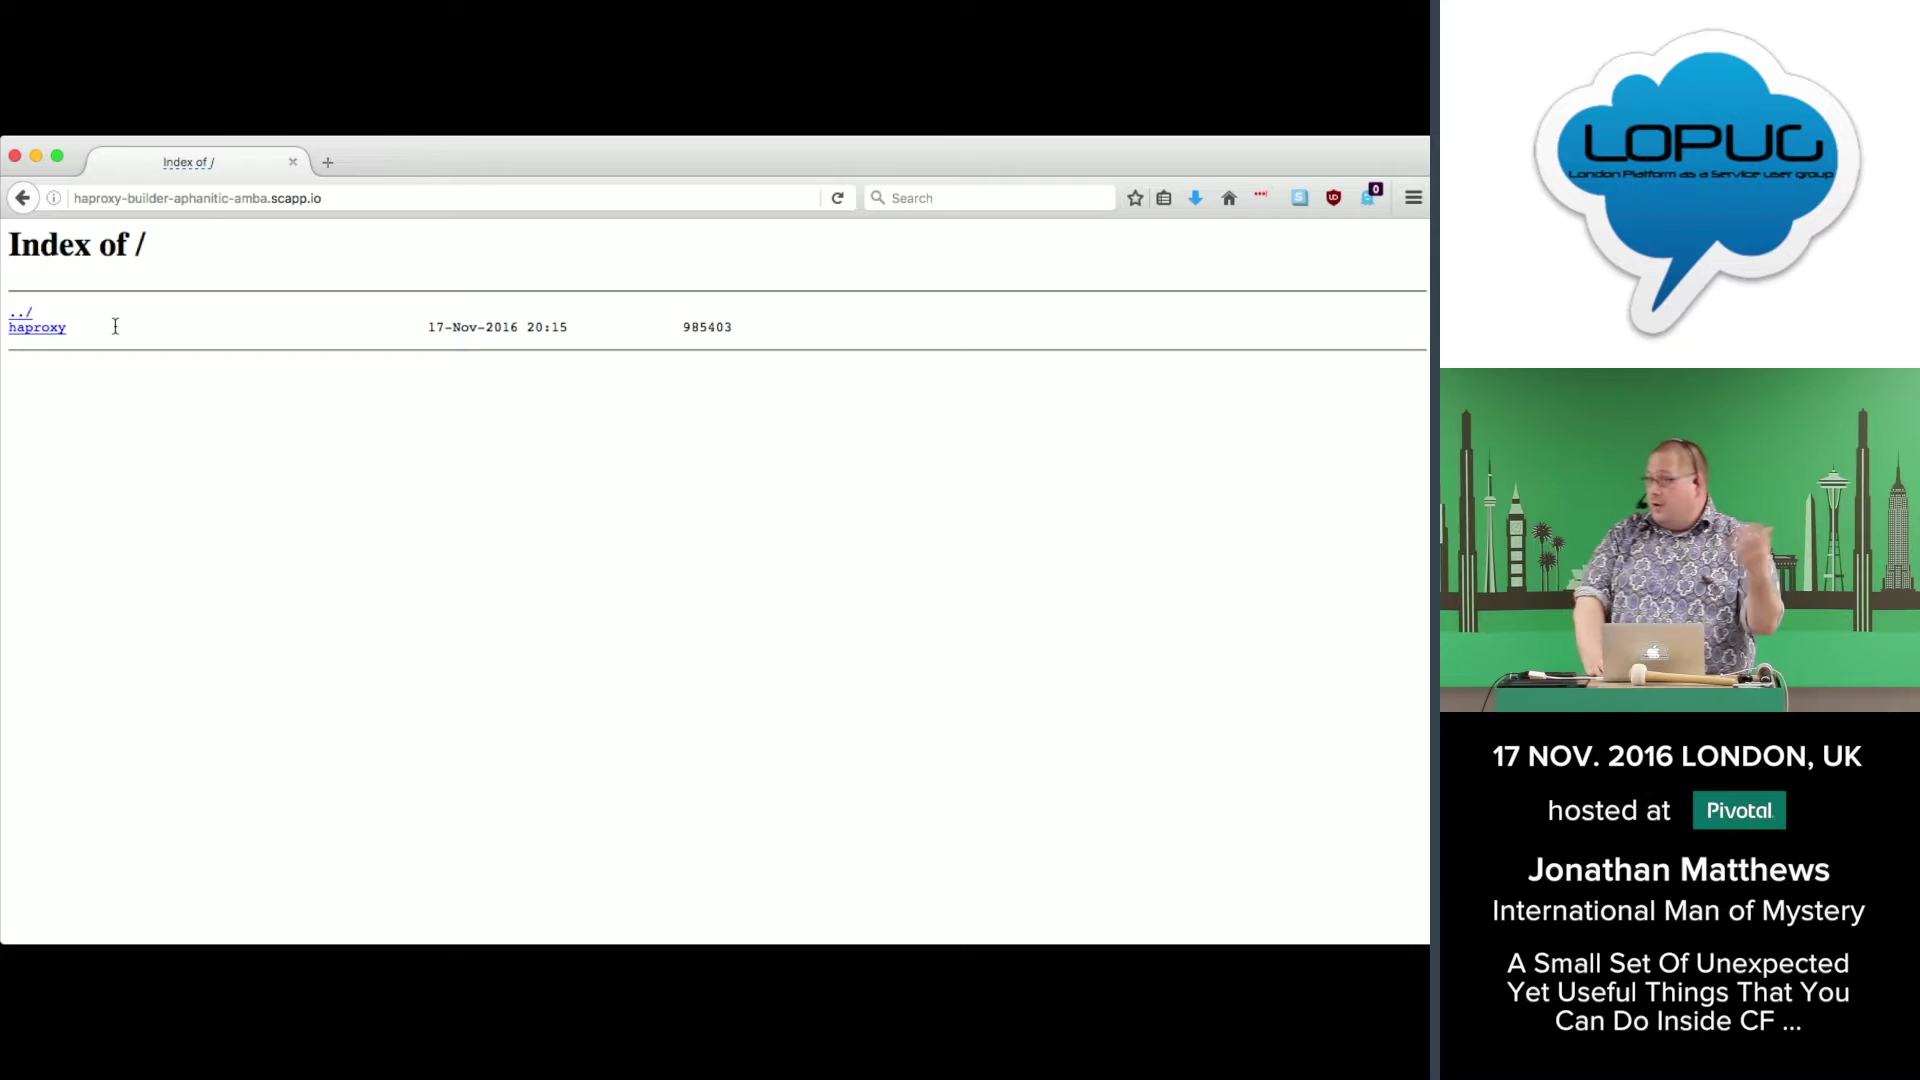 Index of /
haproxy-builder-aphanitic-amba.scapp.io
Search
0
Index of /
../
haproxy 17-Nov-2016 20:15 985403
LOPUG
London Platform as a Service user group
17 NOV. 2016 LONDON, UK
hosted at Pivotal
Jonathan Matthews
International Man of Mystery
A Small Set Of Unexpected
Yet Useful Things That You
Can Do Inside CF ...